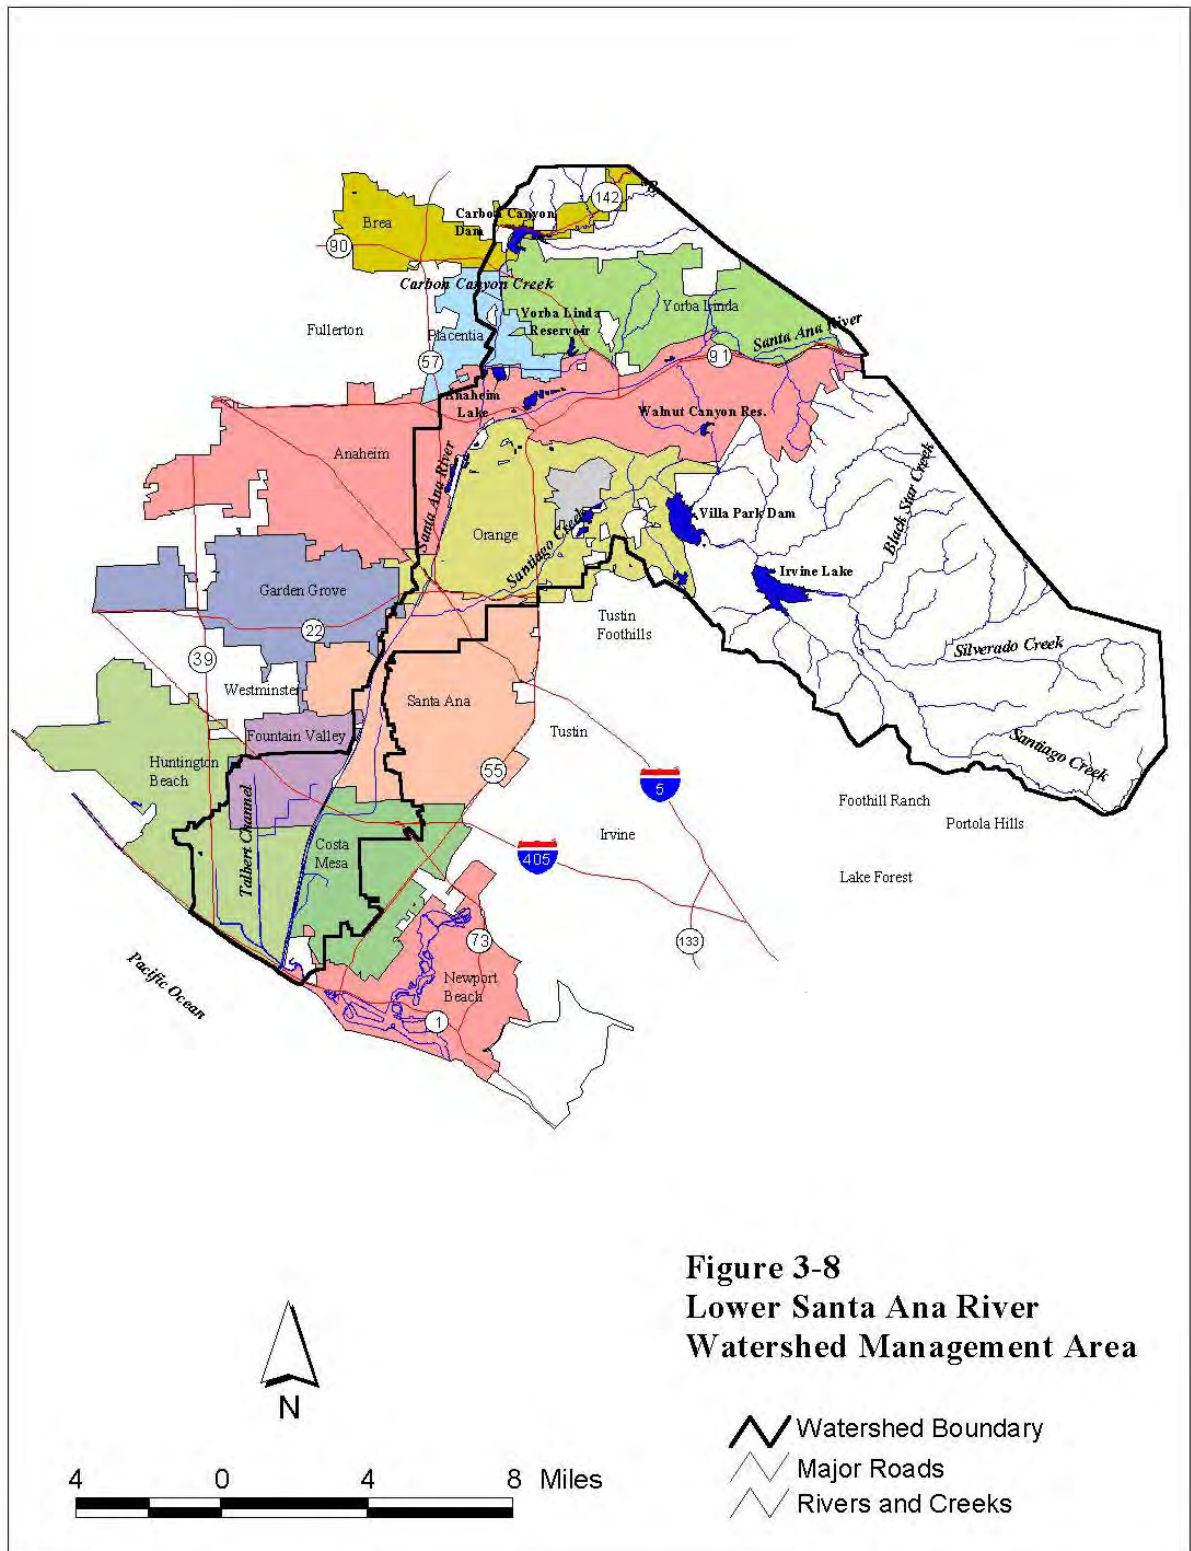 142
Brea
Carbon Canyon
Dam
90
Carbon Canyon Creek
Yorba Linda
Yorba Linda
Reservoir
Fullerton
Placentia
Santa Ana River
57
91
Anaheim
Lake
Walnut Canyon Res.
Anaheim
Santa Ana River
Black Star Creek
Villa Park Dam
Orange
Santiago Creek
Irvine Lake
Garden Grove
Tustin
Foothills
22
Silverado Creek
39
Westminster
Santa Ana
Fountain Valley
Tustin
Santiago Creek
Huntington
Beach
55
5
Foothill Ranch
Talbert Channel
Portola Hills
Costa
Mesa
Irvine
405
Lake Forest
73
133
Pacific Ocean
Newport
Beach
1
Figure 3-8
Lower Santa Ana River
Watershed Management Area
N
Watershed Boundary
Major Roads
Rivers and Creeks
4 0 4 8 Miles